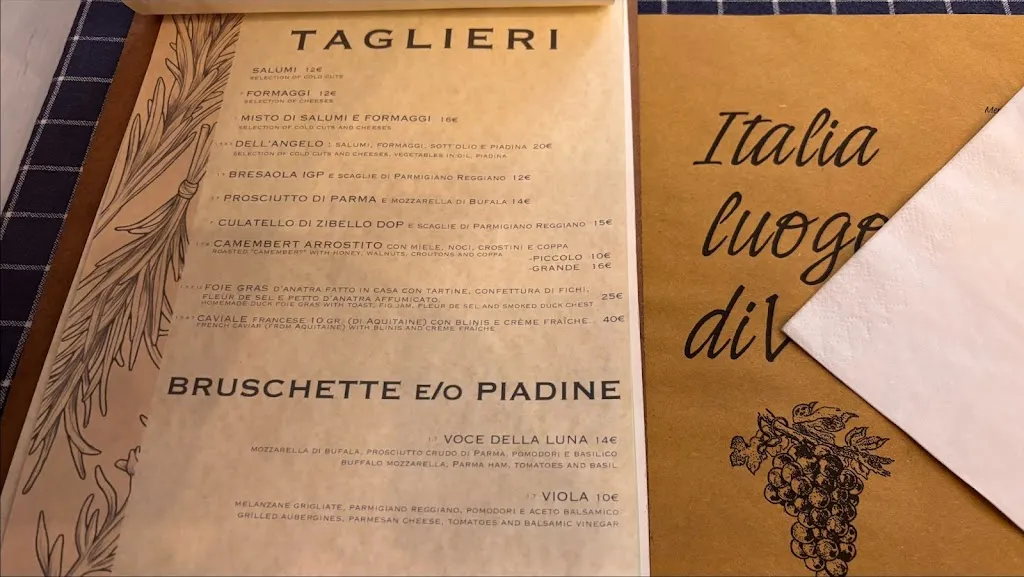 TAGLIERI
SALUMI 12€
SELECTION OF COLD CUTS
FORMAGGI 12€
SELECTION OF CHEESES
MISTO DI SALUMI E FORMAGGI 16€
SELECTION OF COLD CUTS AND CHEESES
DELL'ANGELO : SALUMI, FORMAGGI, SOTT'OLIO E PIADINA 20€
SELECTION OF COLD CUTS AND CHEESES, VEGETABLES IN OIL, PIADINA
BRESAOLA IGP E SCAGLIE DI PARMIGIANO REGGIANO 12€
PROSCIUTTO DI PARMA E MOZZARELLA DI BUFALA 14€
CULATELLO DI ZIBELLO DOP E SCAGLIE DI PARMIGIANO REGGIANO 15€
CAMEMBERT ARROSTITO CON MIELE, NOCI, CROSTINI E COPPA
ROASTED "CAMEMBERT" WITH HONEY, WALNUTS, CROUTONS AND COPPA
-PICCOLO 10€
-GRANDE 16€
FOIE GRAS D'ANATRA FATTO IN CASA CON TARTINE, CONFETTURA DI FICHI,
FLEUR DE SEL E PETTO D'ANATRA AFFUMICATO. 25€
HOMEMADE DUCK FOIE GRAS WITH TOAST, FIG JAM, FLEUR DE SEL AND SMOKED DUCK CHEST
CAVIALE FRANCESE 10 GR. (DI AQUITAINE) CON BLINIS E CRÈME FRAÎCHE. 40€
FRENCH CAVIAR (FROM AQUITAINE) WITH BLINIS AND CRÈME FRAÎCHE
BRUSCHETTE E/O PIADINE
1.7 VOCE DELLA LUNA 14€
MOZZARELLA DI BUFALA, PROSCIUTTO CRUDO DI PARMA, POMODORI E BASILICO
BUFFALO MOZZARELLA, PARMA HAM, TOMATOES AND BASIL
1.7 VIOLA 10€
MELANZANE GRIGLIATE, PARMIGIANO REGGIANO, POMODORI E ACETO BALSAMICO
GRILLED AUBERGINES, PARMESAN CHEESE, TOMATOES AND BALSAMIC VINEGAR
Italia
luogo
di